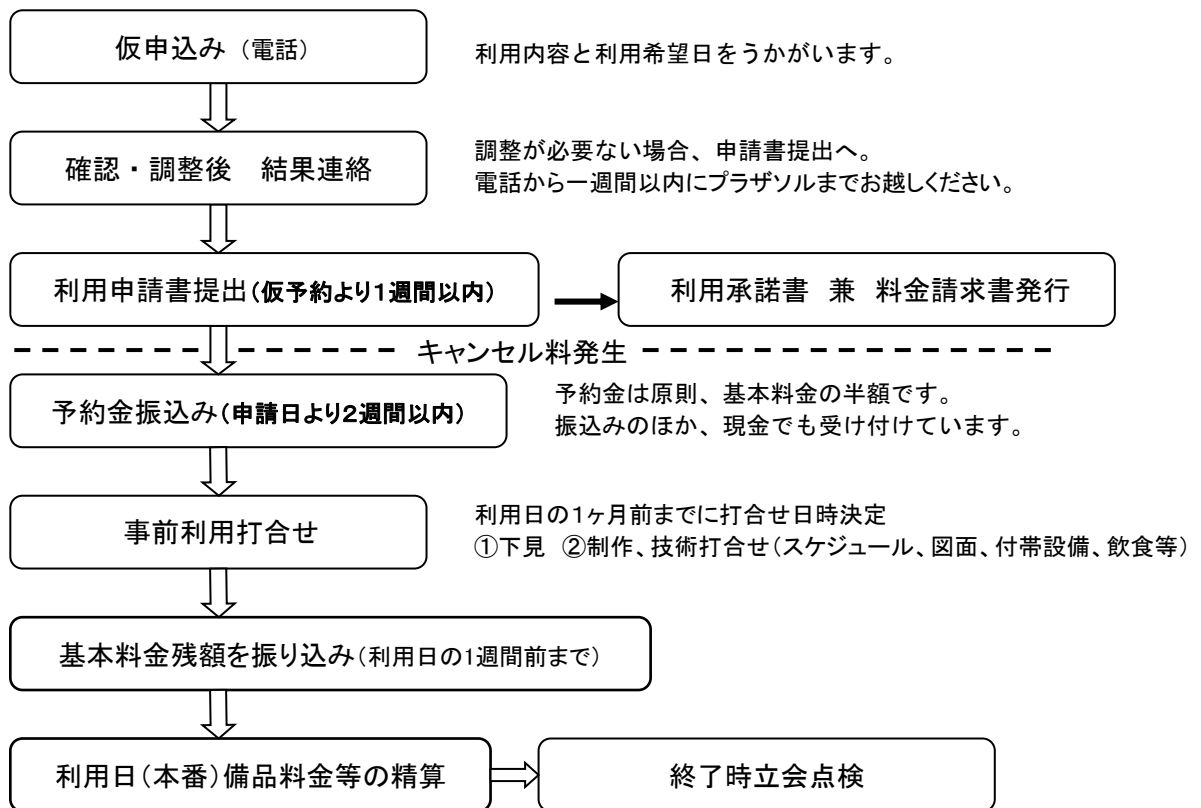 仮申込み（電話）
利用内容と利用希望日をうかがいます。
確認・調整後　結果連絡
調整が必要ない場合、申請書提出へ。
電話から一週間以内にプラザソルまでお越しください。
利用申請書提出(仮予約より1週間以内)
利用承諾書　兼　料金請求書発行
キャンセル料発生
予約金振込み(申請日より2週間以内)
予約金は原則、基本料金の半額です。
振込みのほか、現金でも受け付けています。
事前利用打合せ
利用日の1ヶ月前までに打合せ日時決定
①下見　②制作、技術打合せ(スケジュール、図面、付帯設備、飲食等)
基本料金残額を振り込み(利用日の1週間前まで)
利用日(本番)備品料金等の精算
終了時立会点検